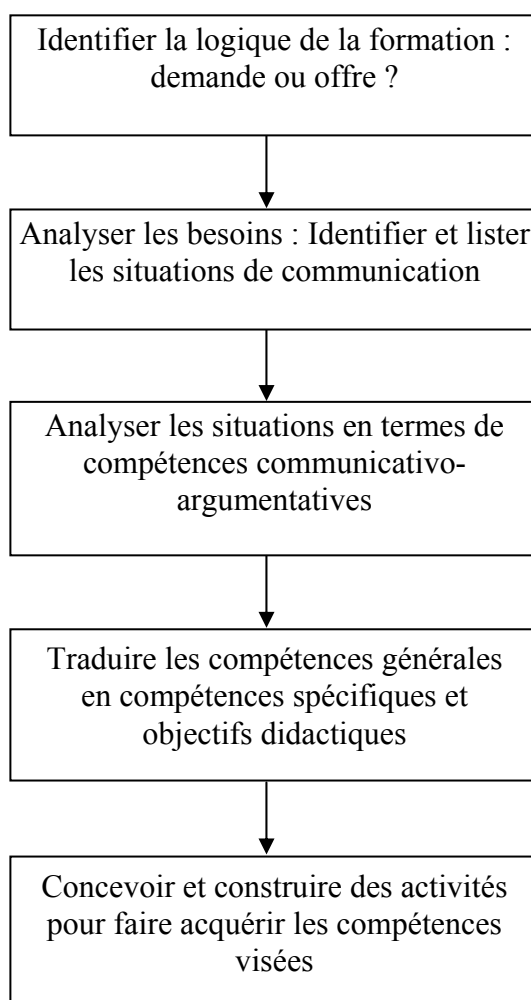 Identifier la logique de la formation :
demande ou offre ?
Analyser les besoins : Identifier et lister
les situations de communication
Analyser les situations en termes de
compétences communicativo-
argumentatives
Traduire les compétences générales
en compétences spécifiques et
objectifs didactiques
Concevoir et construire des activités
pour faire acquérir les compétences
visées